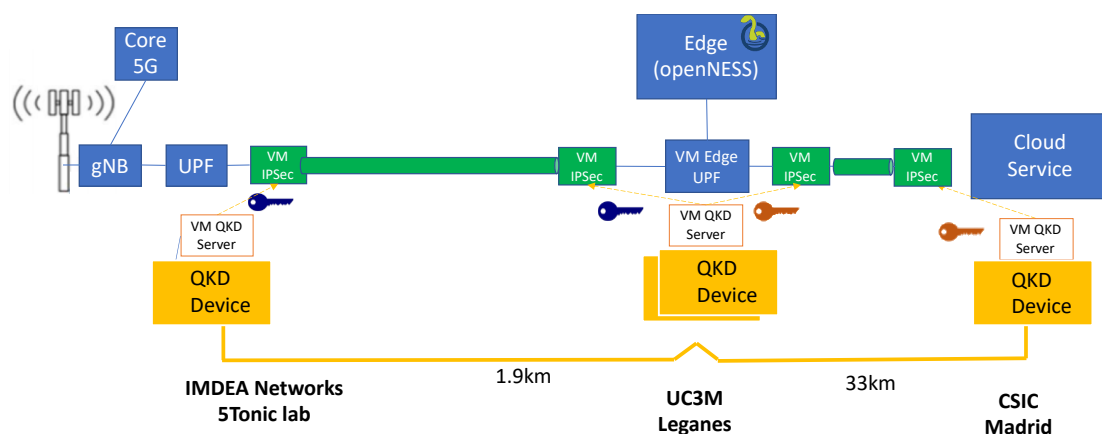 Core
5G
Edge
(openNESS)
gNB
UPF
VM
IPSec
VM
IPSec
VM Edge
UPF
VM
IPSec
VM
IPSec
Cloud
Service
VM QKD
Server
VM QKD
Server
VM QKD
Server
QKD
Device
QKD
Device
QKD
Device
1.9km
33km
IMDEA Networks
5Tonic lab
UC3M
Leganes
CSIC
Madrid